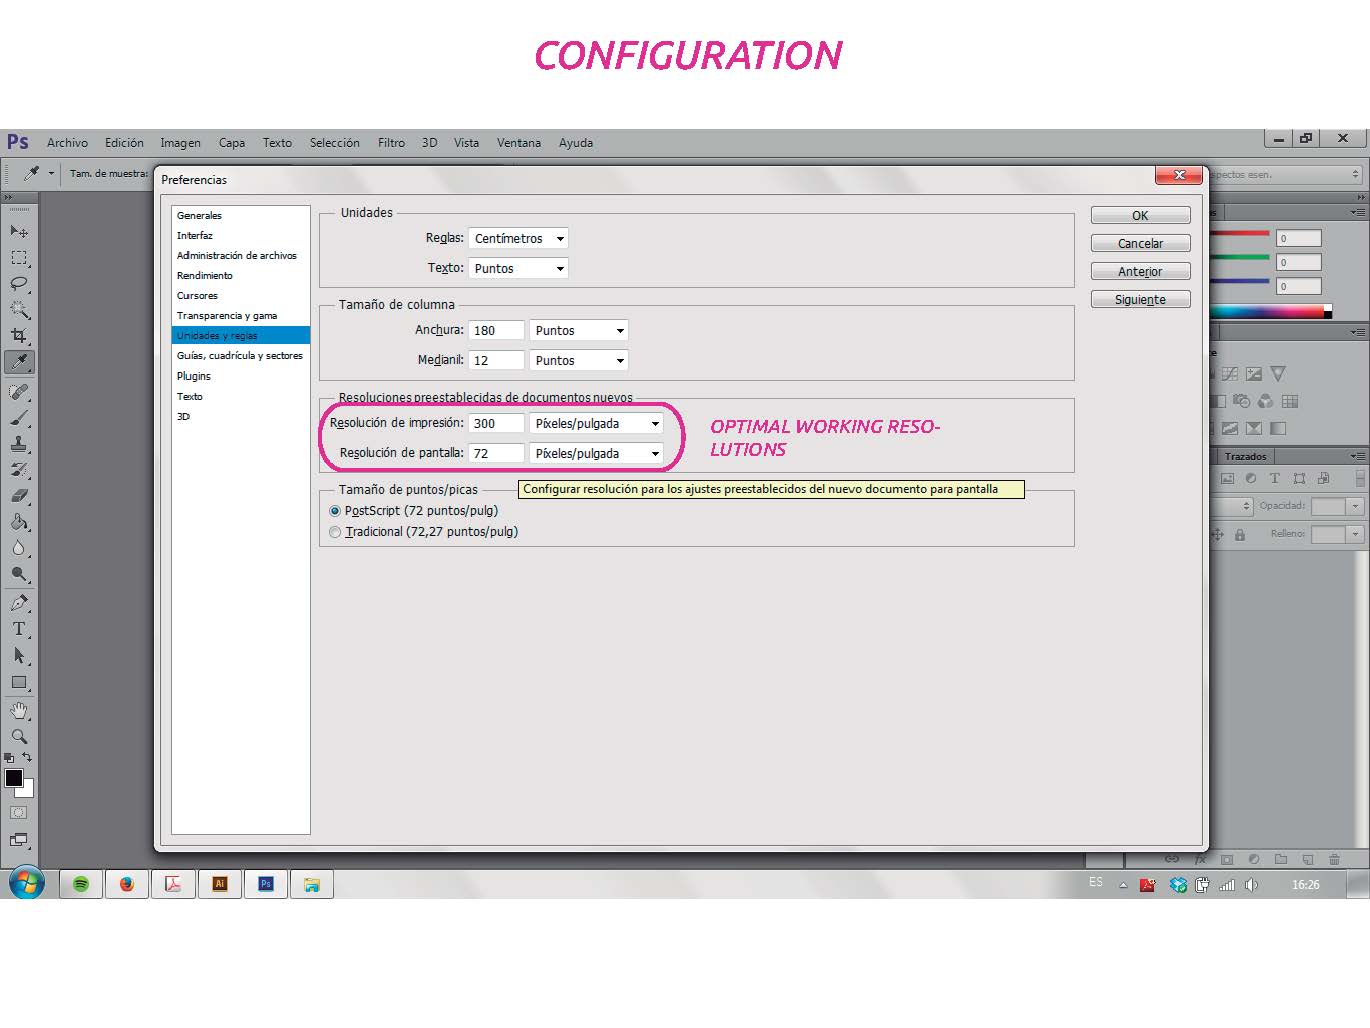 CONFIGURATION
Ps Archivo Edición Imagen Capa Texto Selección Filtro 3D Vista Ventana Ayuda
Tam. de muestra:
Preferencias
Generales
Interfaz
Administración de archivos
Rendimiento
Cursores
Transparencia y gama
Unidades y reglas
Guías, cuadrícula y sectores
Plugins
Texto
3D
Unidades
Reglas: Centímetros
Texto: Puntos
Tamaño de columna
Anchura: 180 Puntos
Medianil: 12 Puntos
Resoluciones preestablecidas de documentos nuevos
Resolución de impresión: 300 Píxeles/pulgada
Resolución de pantalla: 72 Píxeles/pulgada
OPTIMAL WORKING RESO-
LUTIONS
Configurar resolución para los ajustes preestablecidos del nuevo documento para pantalla
Tamaño de puntos/picas
PostScript (72 puntos/pulg)
Tradicional (72,27 puntos/pulg)
OK
Cancelar
Anterior
Siguiente
spectos esen.
0
0
0
Trazados
Opacidad:
Relleno:
fx
Ai
Ps
ES
16:26